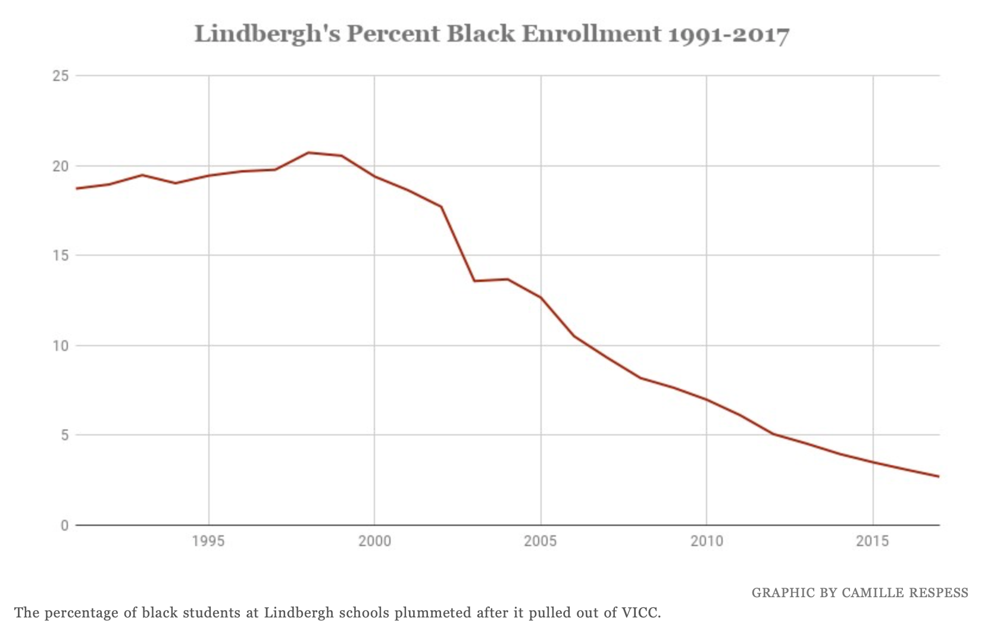 Lindbergh's Percent Black Enrollment 1991-2017
25
20
15
10
5
0
1995 2000 2005 2010 2015
GRAPHIC BY CAMILLE RESPESS
The percentage of black students at Lindbergh schools plummeted after it pulled out of VICC.